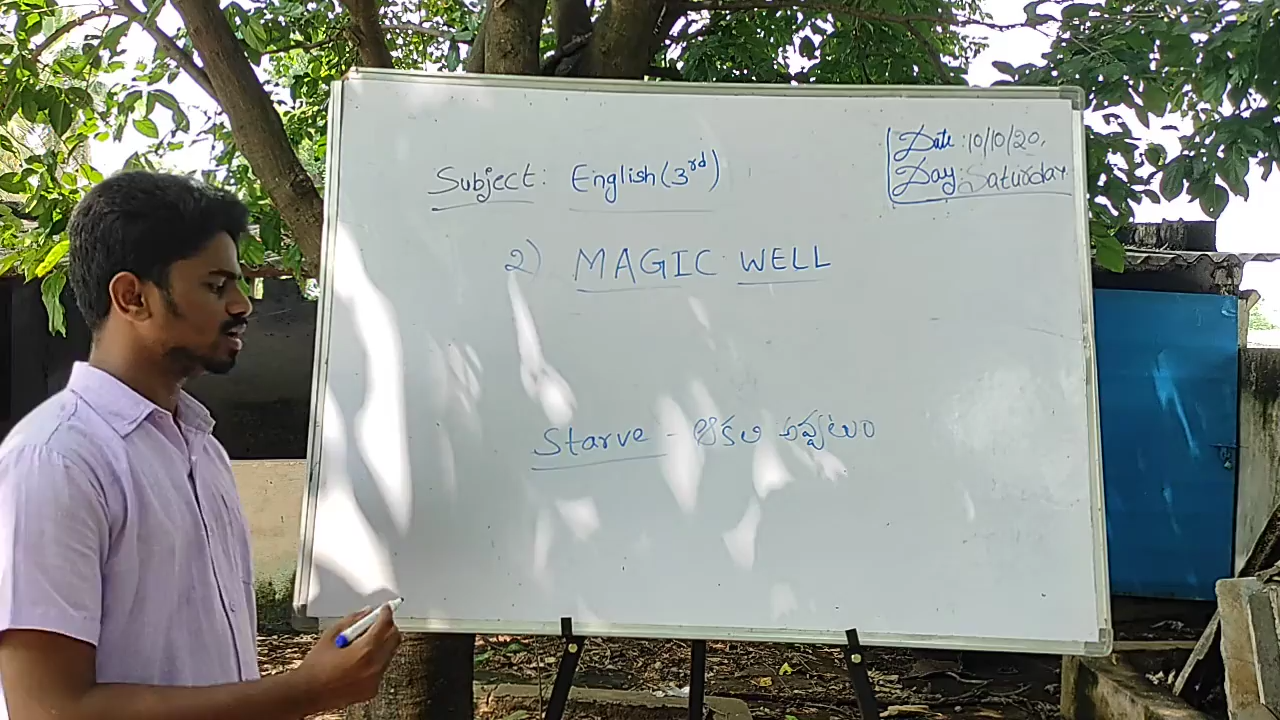 Subject: English (3rd)
Date: 10/10/20.
Day: Saturday
2) MAGIC WELL
Starve - ఆకలి అవ్వటం